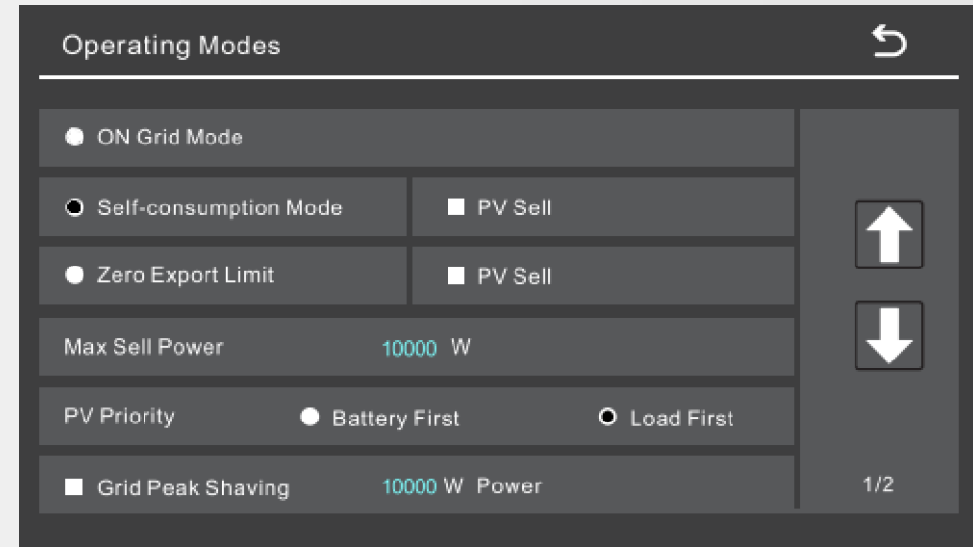 Operating Modes
ON Grid Mode
Self-consumption Mode PV Sell
Zero Export Limit PV Sell
Max Sell Power 10000 W
PV Priority Battery First Load First
Grid Peak Shaving 10000 W Power
1/2